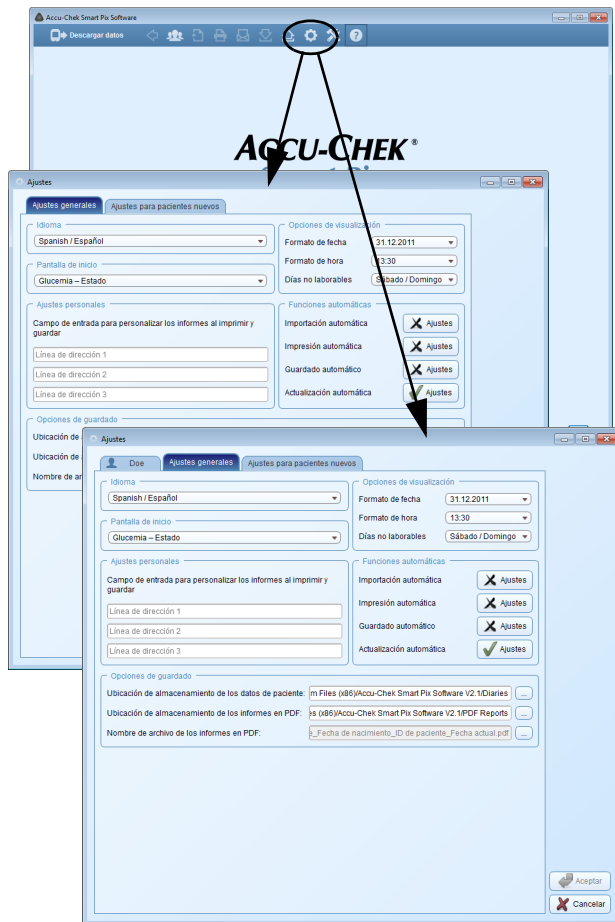 Accu-Chek Smart Pix Software
Descargar datos
ACCU-CHEK®
Ajustes
Ajustes generales
Ajustes para pacientes nuevos
Idioma
Spanish / Español
Pantalla de inicio
Glucemia – Estado
Ajustes personales
Campo de entrada para personalizar los informes al imprimir y
guardar
Línea de dirección 1
Línea de dirección 2
Línea de dirección 3
Opciones de visualización
Formato de fecha 31.12.2011
Formato de hora 13:30
Días no laborables Sábado / Domingo
Funciones automáticas
Importación automática Ajustes
Impresión automática Ajustes
Guardado automático Ajustes
Actualización automática Ajustes
Opciones de guardado
Ubicación de
Ubicación de
Nombre de ar
Ajustes
Doe
Ajustes generales
Ajustes para pacientes nuevos
Idioma
Spanish / Español
Pantalla de inicio
Glucemia – Estado
Ajustes personales
Campo de entrada para personalizar los informes al imprimir y
guardar
Línea de dirección 1
Línea de dirección 2
Línea de dirección 3
Opciones de visualización
Formato de fecha 31.12.2011
Formato de hora 13:30
Días no laborables Sábado / Domingo
Funciones automáticas
Importación automática Ajustes
Impresión automática Ajustes
Guardado automático Ajustes
Actualización automática Ajustes
Opciones de guardado
Ubicación de almacenamiento de los datos de paciente: m Files (x86)/Accu-Chek Smart Pix Software V2.1/Diaries ...
Ubicación de almacenamiento de los informes en PDF: es (x86)/Accu-Chek Smart Pix Software V2.1/PDF Reports ...
Nombre de archivo de los informes en PDF: e_Fecha de nacimiento_ID de paciente_Fecha actual.pdf ...
Aceptar
Cancelar